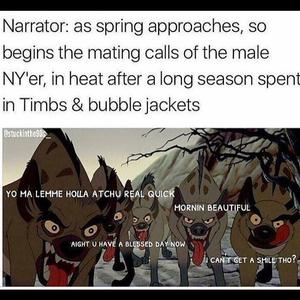 Narrator: as spring approaches, so
begins the mating calls of the male
NY'er, in heat after a long season spent
in Timbs & bubble jackets
@stuckinthe90s
YO MA LEMME HOLLA ATCHU REAL QUICK
MORNIN BEAUTIFUL
AIGHT U HAVE A BLESSED DAY NOW
I CAN'T GET A SMILE THO?